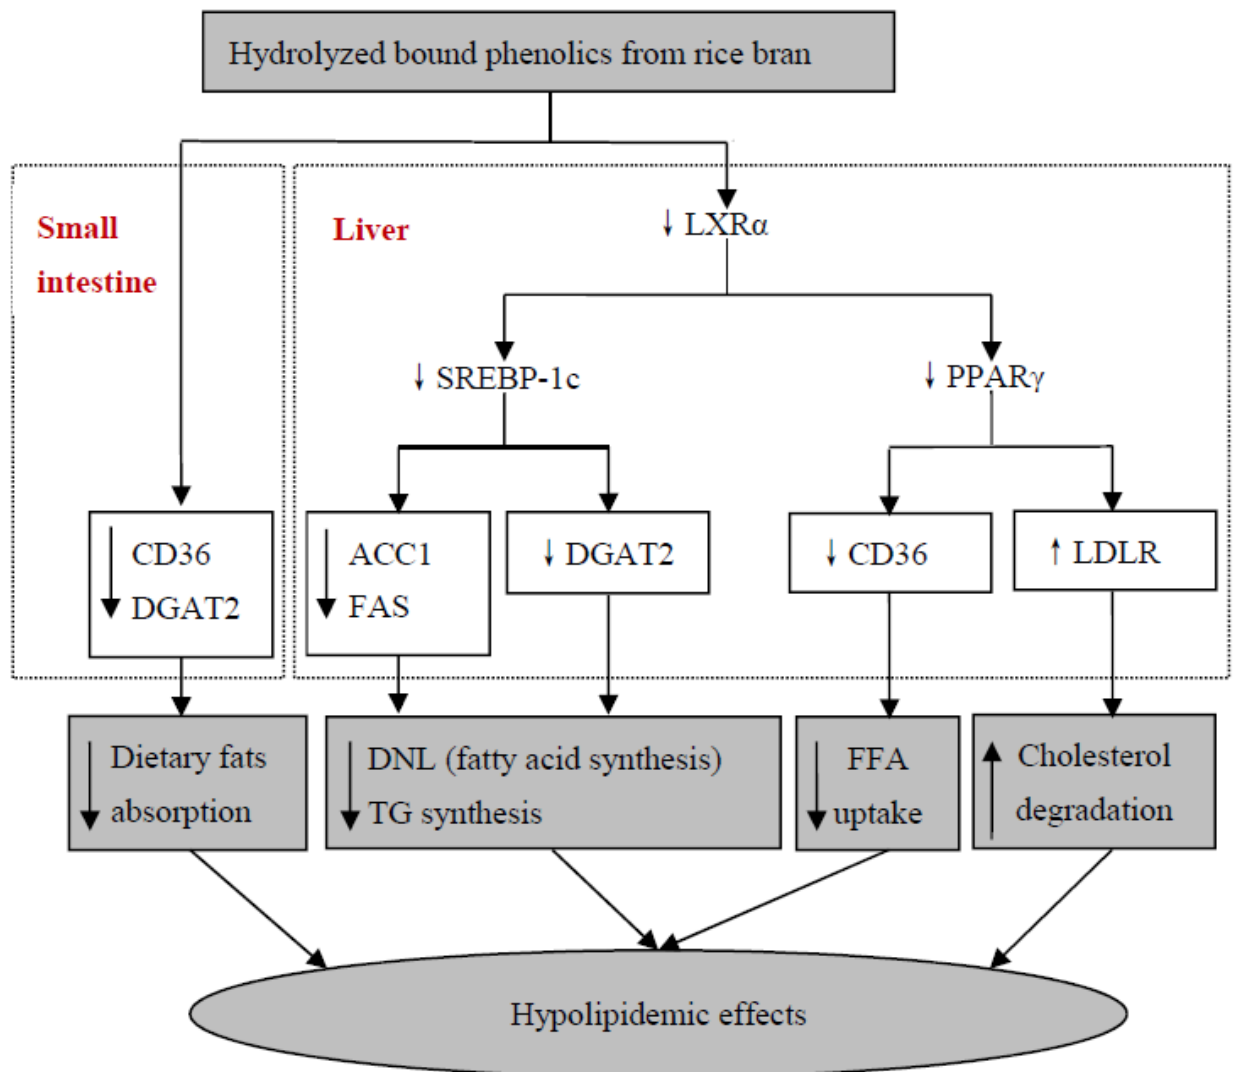 Hydrolyzed bound phenolics from rice bran
Small
intestine
Liver
↓ LXRα
↓ SREBP-1c
↓ PPARγ
CD36
DGAT2
ACC1
FAS
↓ DGAT2
↓ CD36
↑ LDLR
Dietary fats
absorption
DNL (fatty acid synthesis)
TG synthesis
FFA
uptake
Cholesterol
degradation
Hypolipidemic effects